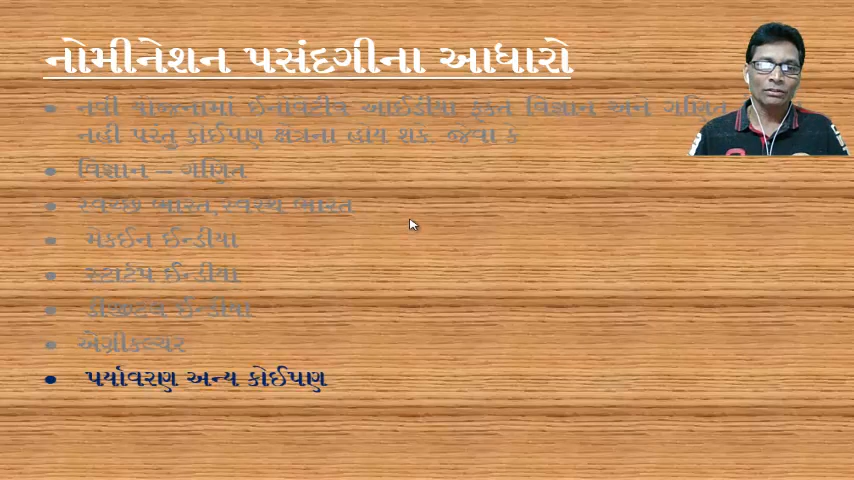 નોમીનેશન પસંદગીના આધારો
• નવી યોજનામાં ઈનોવેટીવ આઈડીયા ફકત વિજ્ઞાન અને ગણિત
નહી પરંતુ કોઈપણ ક્ષેત્રના હોય શકે. જેવા કે
• વિજ્ઞાન – ગણિત
• સ્વચ્છ ભારત,સ્વસ્થ ભારત
• મેકઈન ઈન્ડીયા
• સ્ટાર્ટપ ઈન્ડીયા
• ડીજીટલ ઈન્ડીયા
• એગ્રીકલ્ચર
• પર્યાવરણ અન્ય કોઈપણ